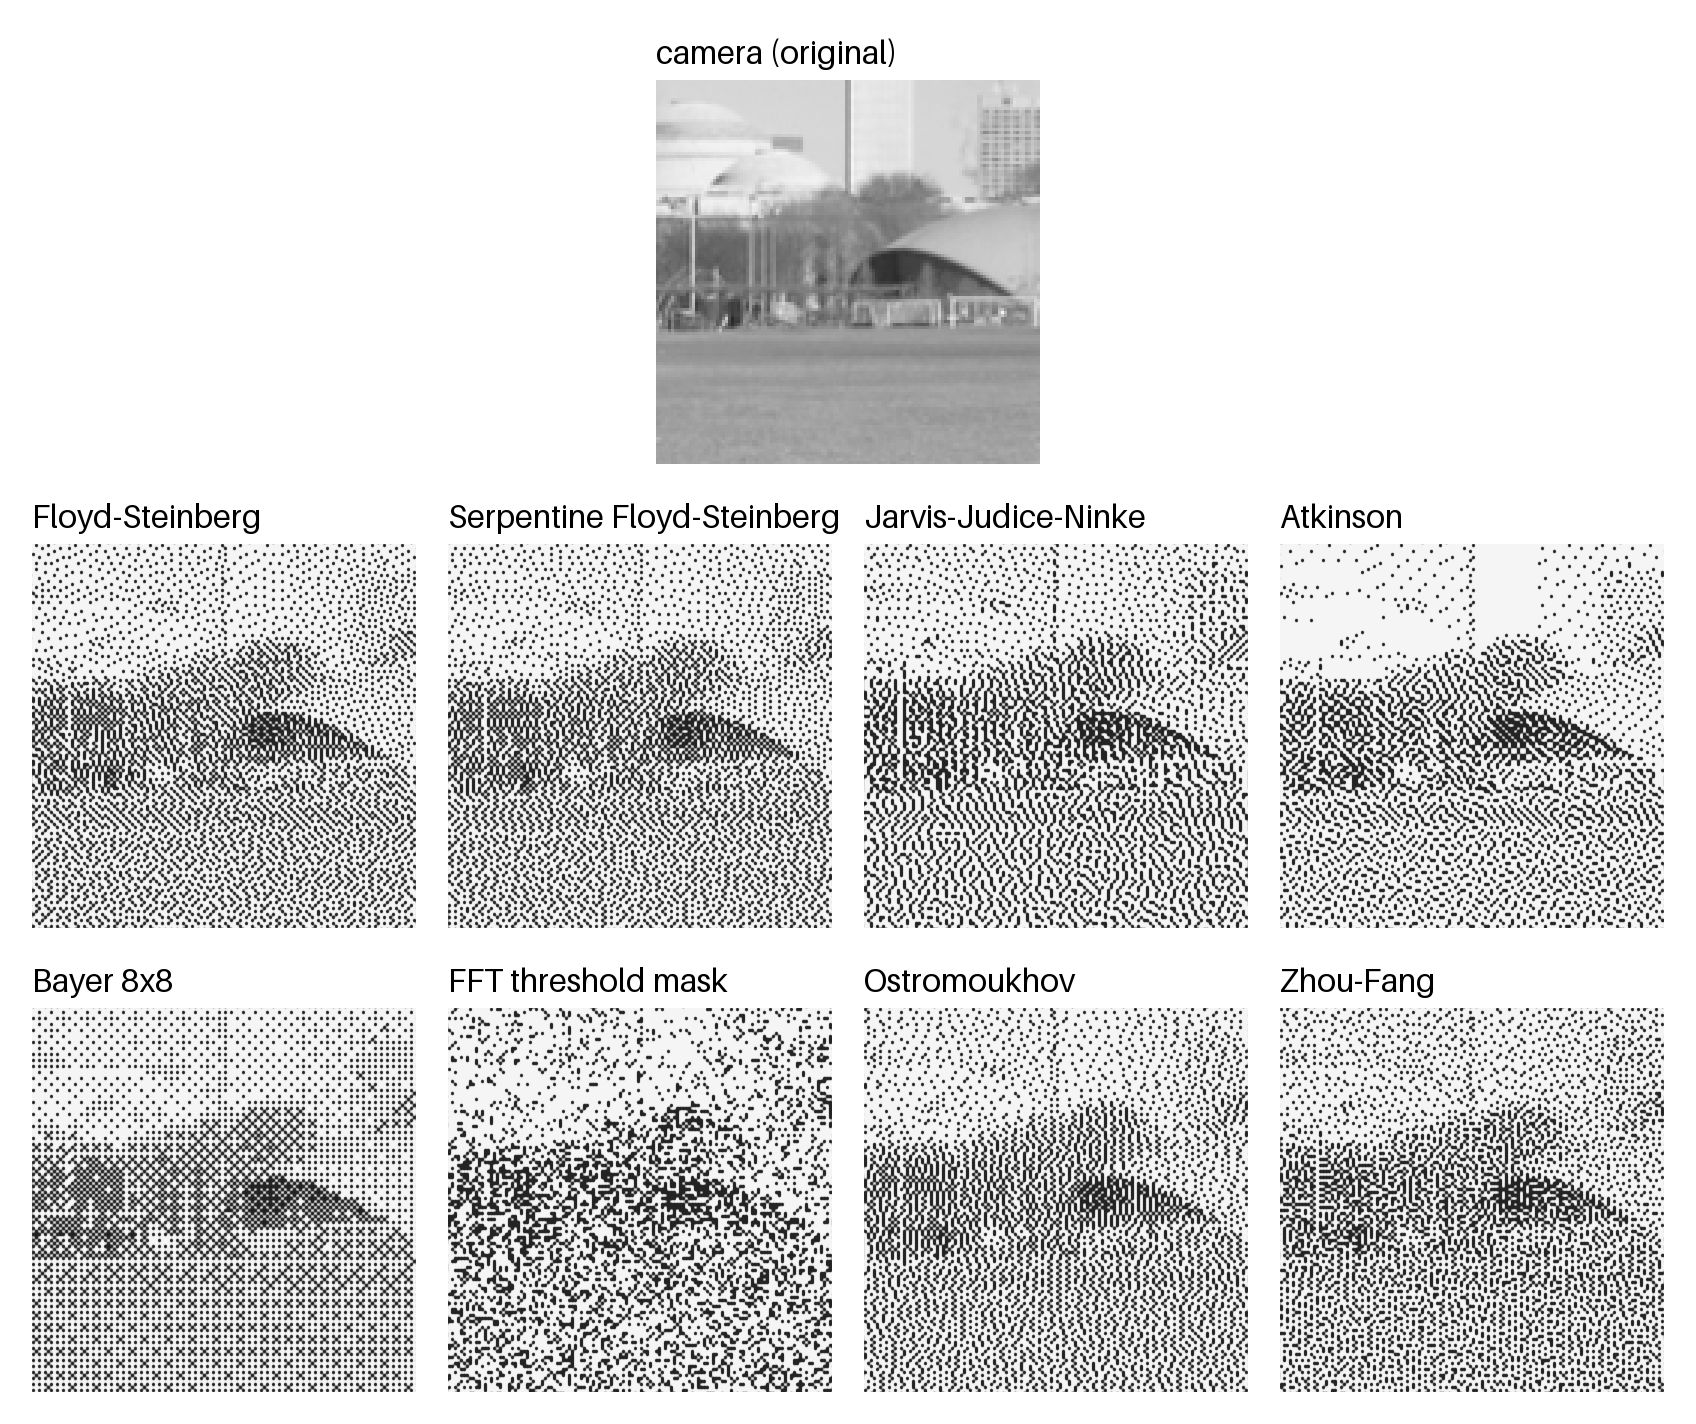 camera (original)
Floyd-Steinberg
Serpentine Floyd-Steinberg
Jarvis-Judice-Ninke
Atkinson
Bayer 8x8
FFT threshold mask
Ostromoukhov
Zhou-Fang